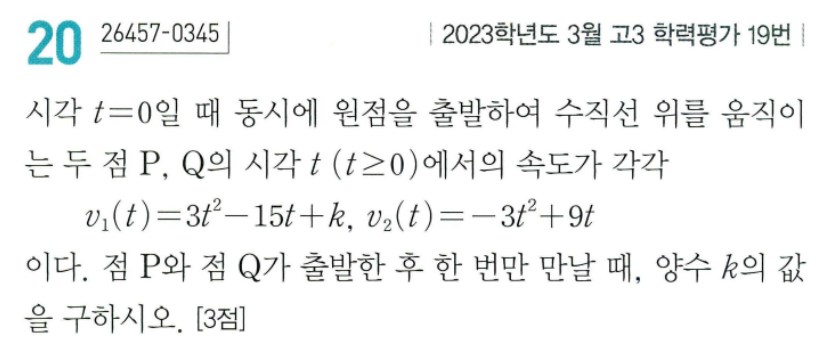 20 26457-0345 | 2023학년도 3월 고3 학력평가 19번 |
시각 t=0일 때 동시에 원점을 출발하여 수직선 위를 움직이
는 두 점 P, Q의 시각 t (t≥0)에서의 속도가 각각
v₁(t)=3t²-15t+k, v₂(t)=-3t²+9t
이다. 점 P와 점 Q가 출발한 후 한 번만 만날 때, 양수 k의 값
을 구하시오. [3점]